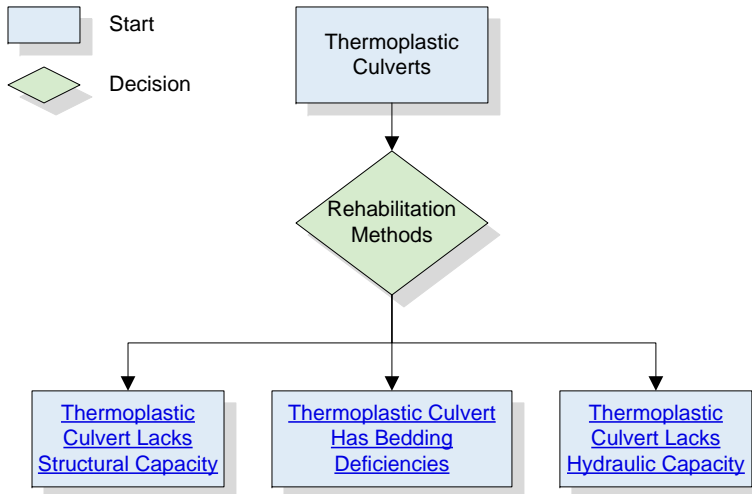 Start
Decision
Thermoplastic
Culverts
Rehabilitation
Methods
Thermoplastic
Culvert Lacks
Structural Capacity
Thermoplastic Culvert
Has Bedding
Deficiencies
Thermoplastic
Culvert Lacks
Hydraulic Capacity